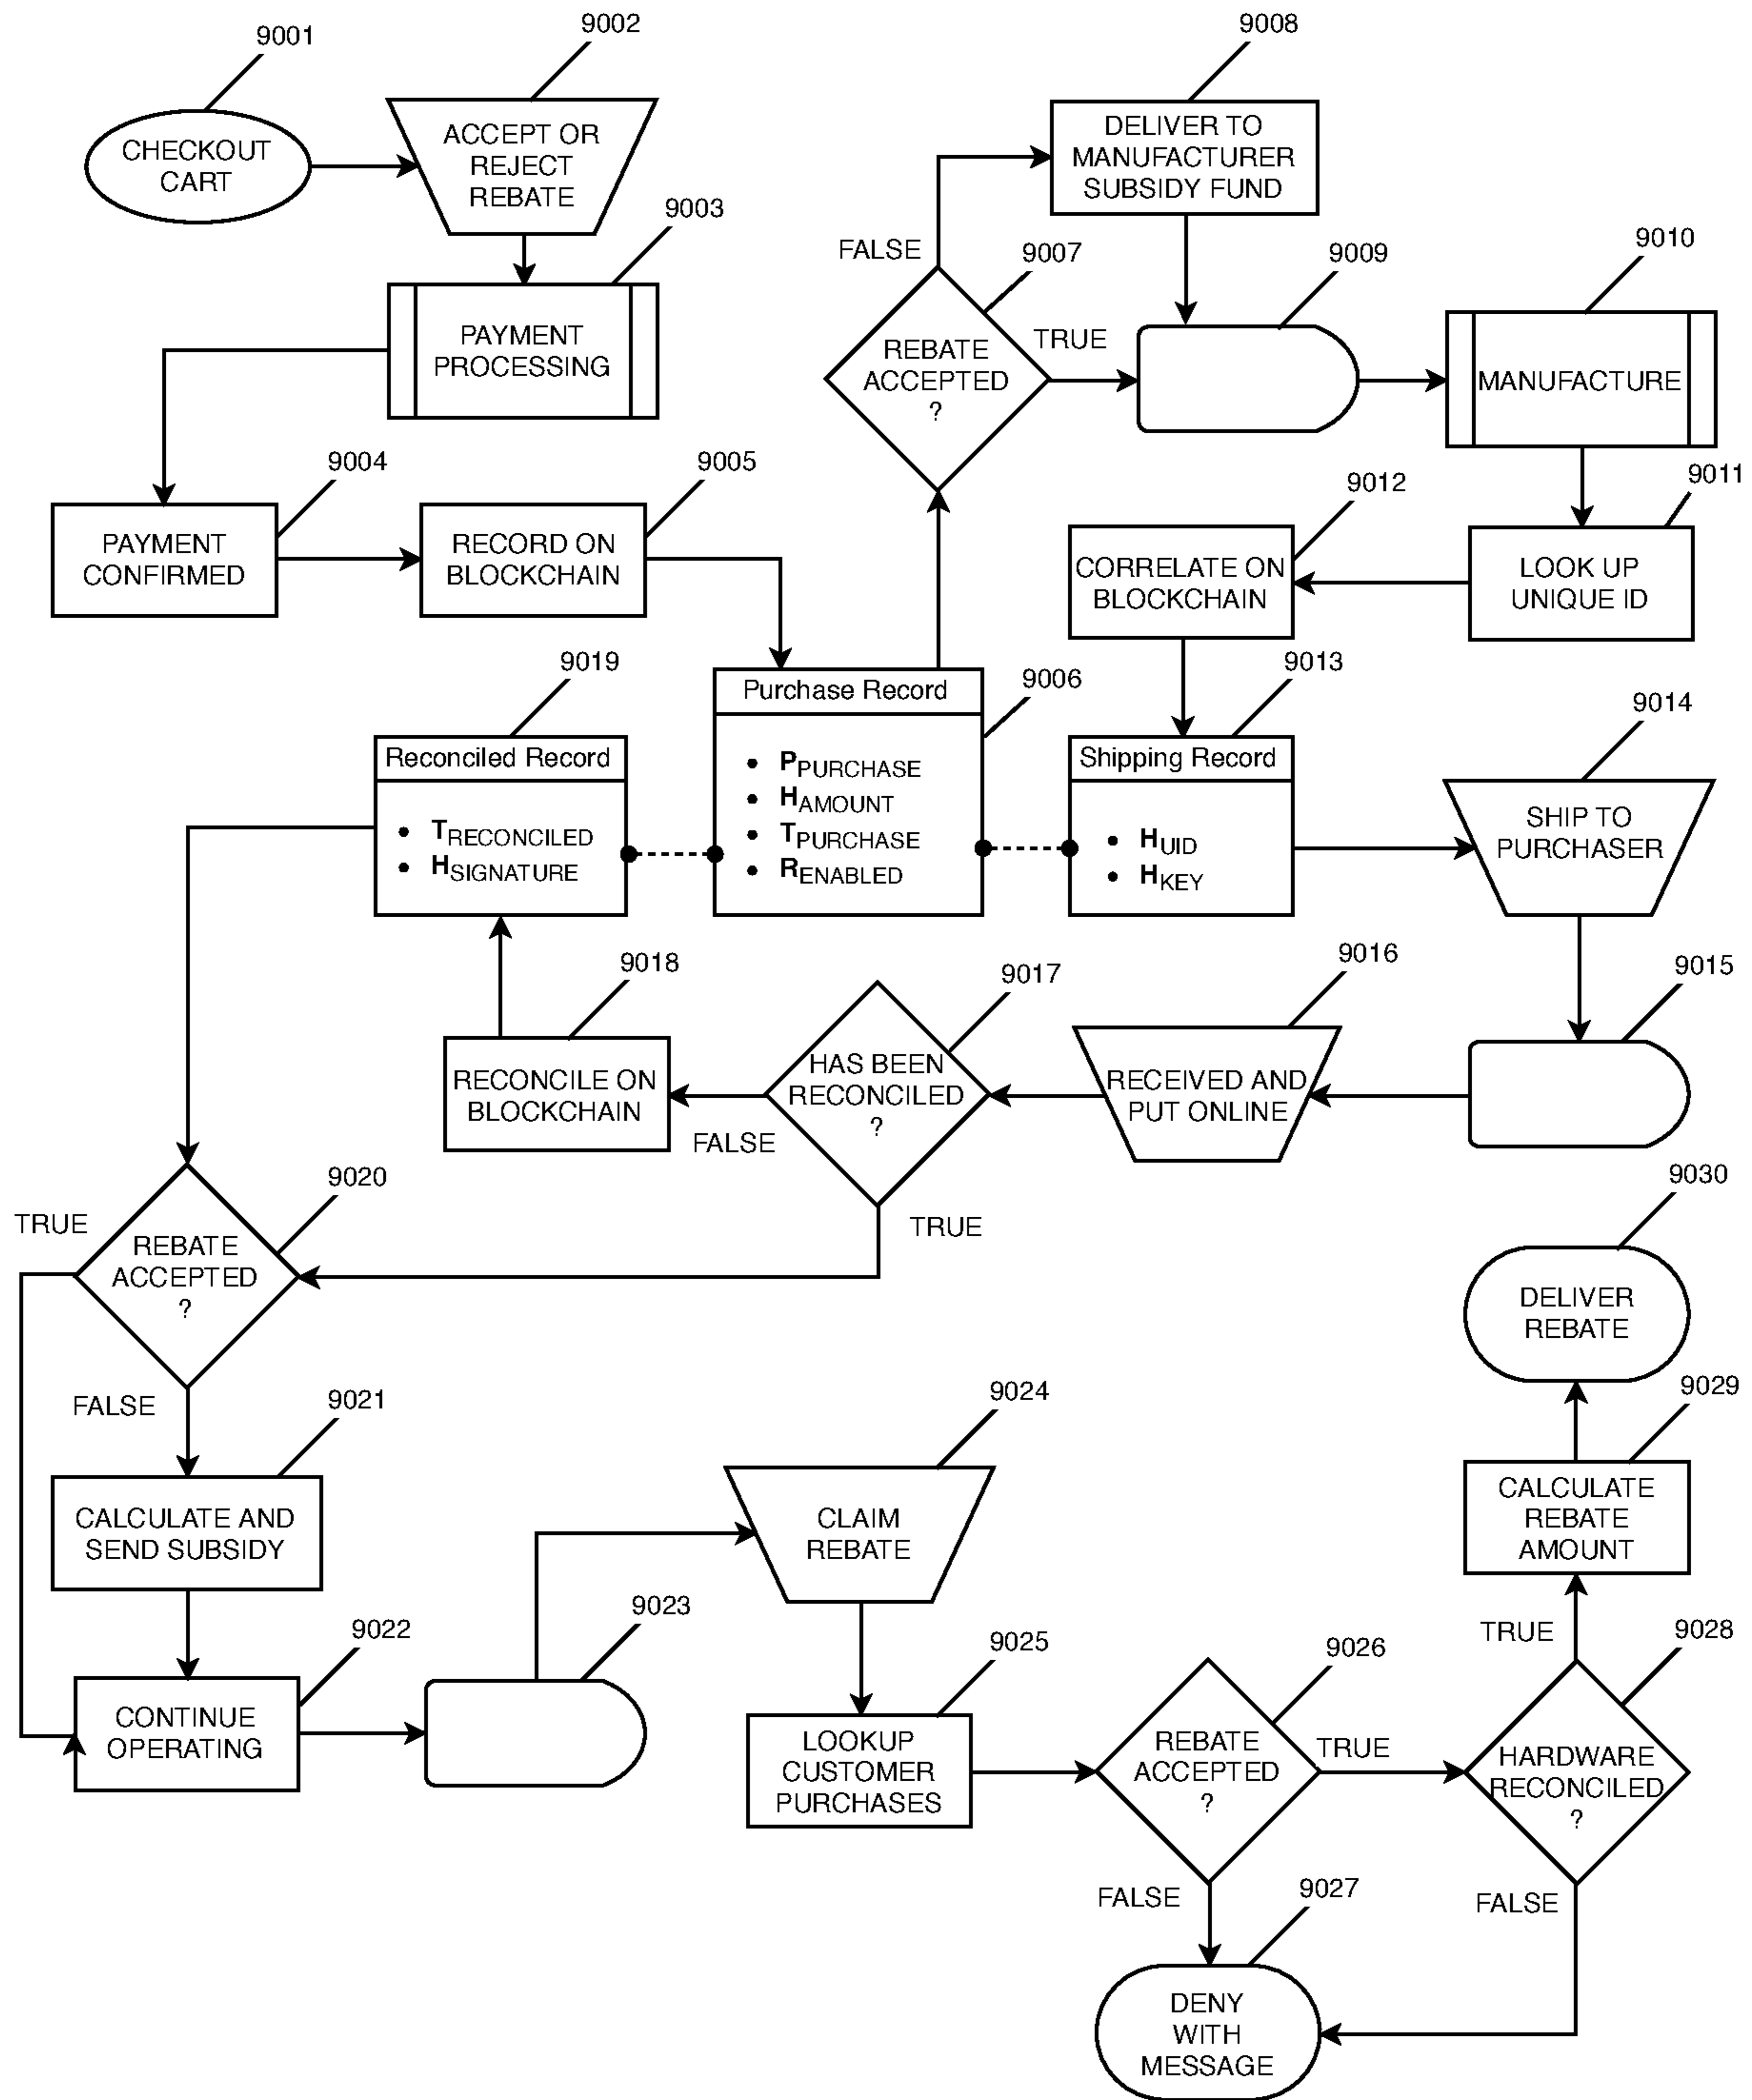 9001
CHECKOUT
CART
9002
ACCEPT OR
REJECT
REBATE
9003
PAYMENT
PROCESSING
9004
PAYMENT
CONFIRMED
9005
RECORD ON
BLOCKCHAIN
9006
Purchase Record
• PPURCHASE
• HAMOUNT
• TPURCHASE
• RENABLED
9007
REBATE
ACCEPTED
?
FALSE
TRUE
9008
DELIVER TO
MANUFACTURER
SUBSIDY FUND
9009
9010
MANUFACTURE
9011
LOOK UP
UNIQUE ID
9012
CORRELATE ON
BLOCKCHAIN
9013
Shipping Record
• HUID
• HKEY
9014
SHIP TO
PURCHASER
9015
9016
RECEIVED AND
PUT ONLINE
9017
HAS BEEN
RECONCILED
?
FALSE
TRUE
9018
RECONCILE ON
BLOCKCHAIN
9019
Reconciled Record
• TRECONCILED
• HSIGNATURE
9020
REBATE
ACCEPTED
?
TRUE
FALSE
9021
CALCULATE AND
SEND SUBSIDY
9022
CONTINUE
OPERATING
9023
9024
CLAIM
REBATE
9025
LOOKUP
CUSTOMER
PURCHASES
9026
REBATE
ACCEPTED
?
TRUE
FALSE
9027
DENY
WITH
MESSAGE
9028
HARDWARE
RECONCILED
?
TRUE
FALSE
9029
CALCULATE
REBATE
AMOUNT
9030
DELIVER
REBATE